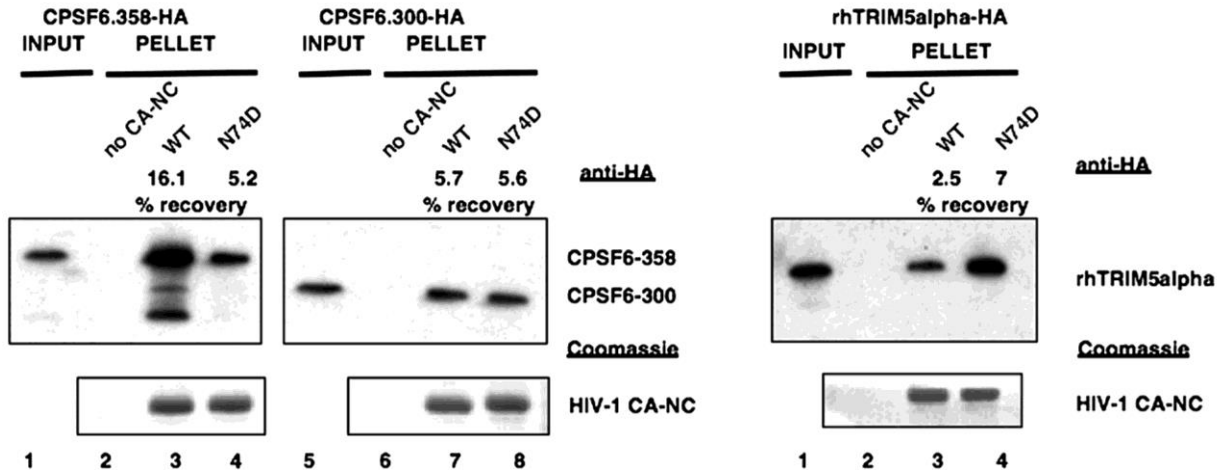 CPSF6.358-HA CPSF6.300-HA rhTRIM5alpha-HA
INPUT PELLET INPUT PELLET INPUT PELLET
no CA-NC WT N74D no CA-NC WT N74D no CA-NC WT N74D
16.1 5.2 5.7 5.6 anti-HA 2.5 7 anti-HA
% recovery % recovery % recovery
CPSF6-358
CPSF6-300 rhTRIM5alpha
Coomassie Coomassie
HIV-1 CA-NC HIV-1 CA-NC
1 2 3 4 5 6 7 8 1 2 3 4